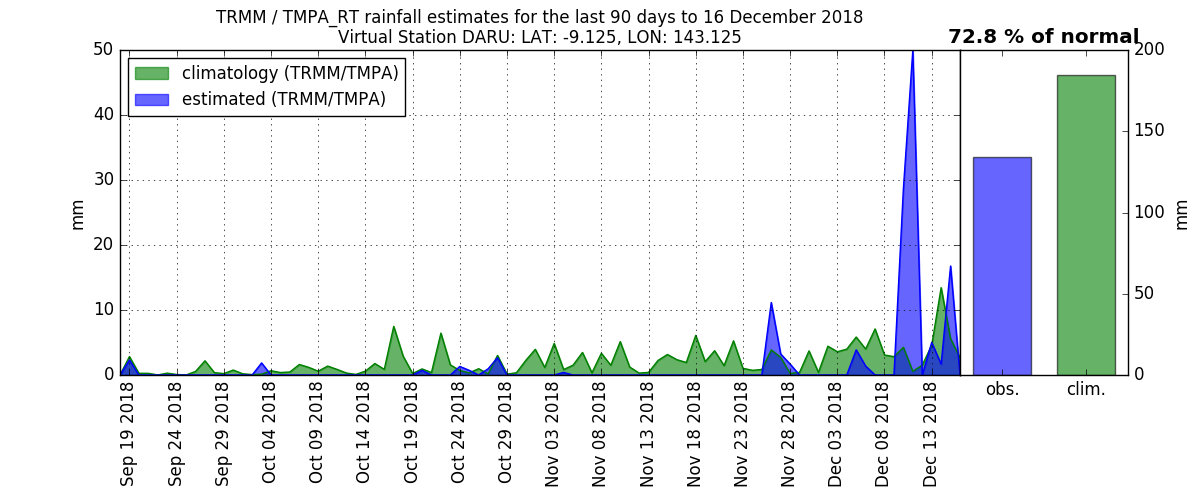 TRMM / TMPA_RT rainfall estimates for the last 90 days to 16 December 2018
Virtual Station DARU: LAT: -9.125, LON: 143.125
72.8 % of normal
climatology (TRMM/TMPA)
estimated (TRMM/TMPA)
50
40
30
20
10
0
mm
200
150
100
50
0
mm
obs.
clim.
Sep 19 2018
Sep 24 2018
Sep 29 2018
Oct 04 2018
Oct 09 2018
Oct 14 2018
Oct 19 2018
Oct 24 2018
Oct 29 2018
Nov 03 2018
Nov 08 2018
Nov 13 2018
Nov 18 2018
Nov 23 2018
Nov 28 2018
Dec 03 2018
Dec 08 2018
Dec 13 2018